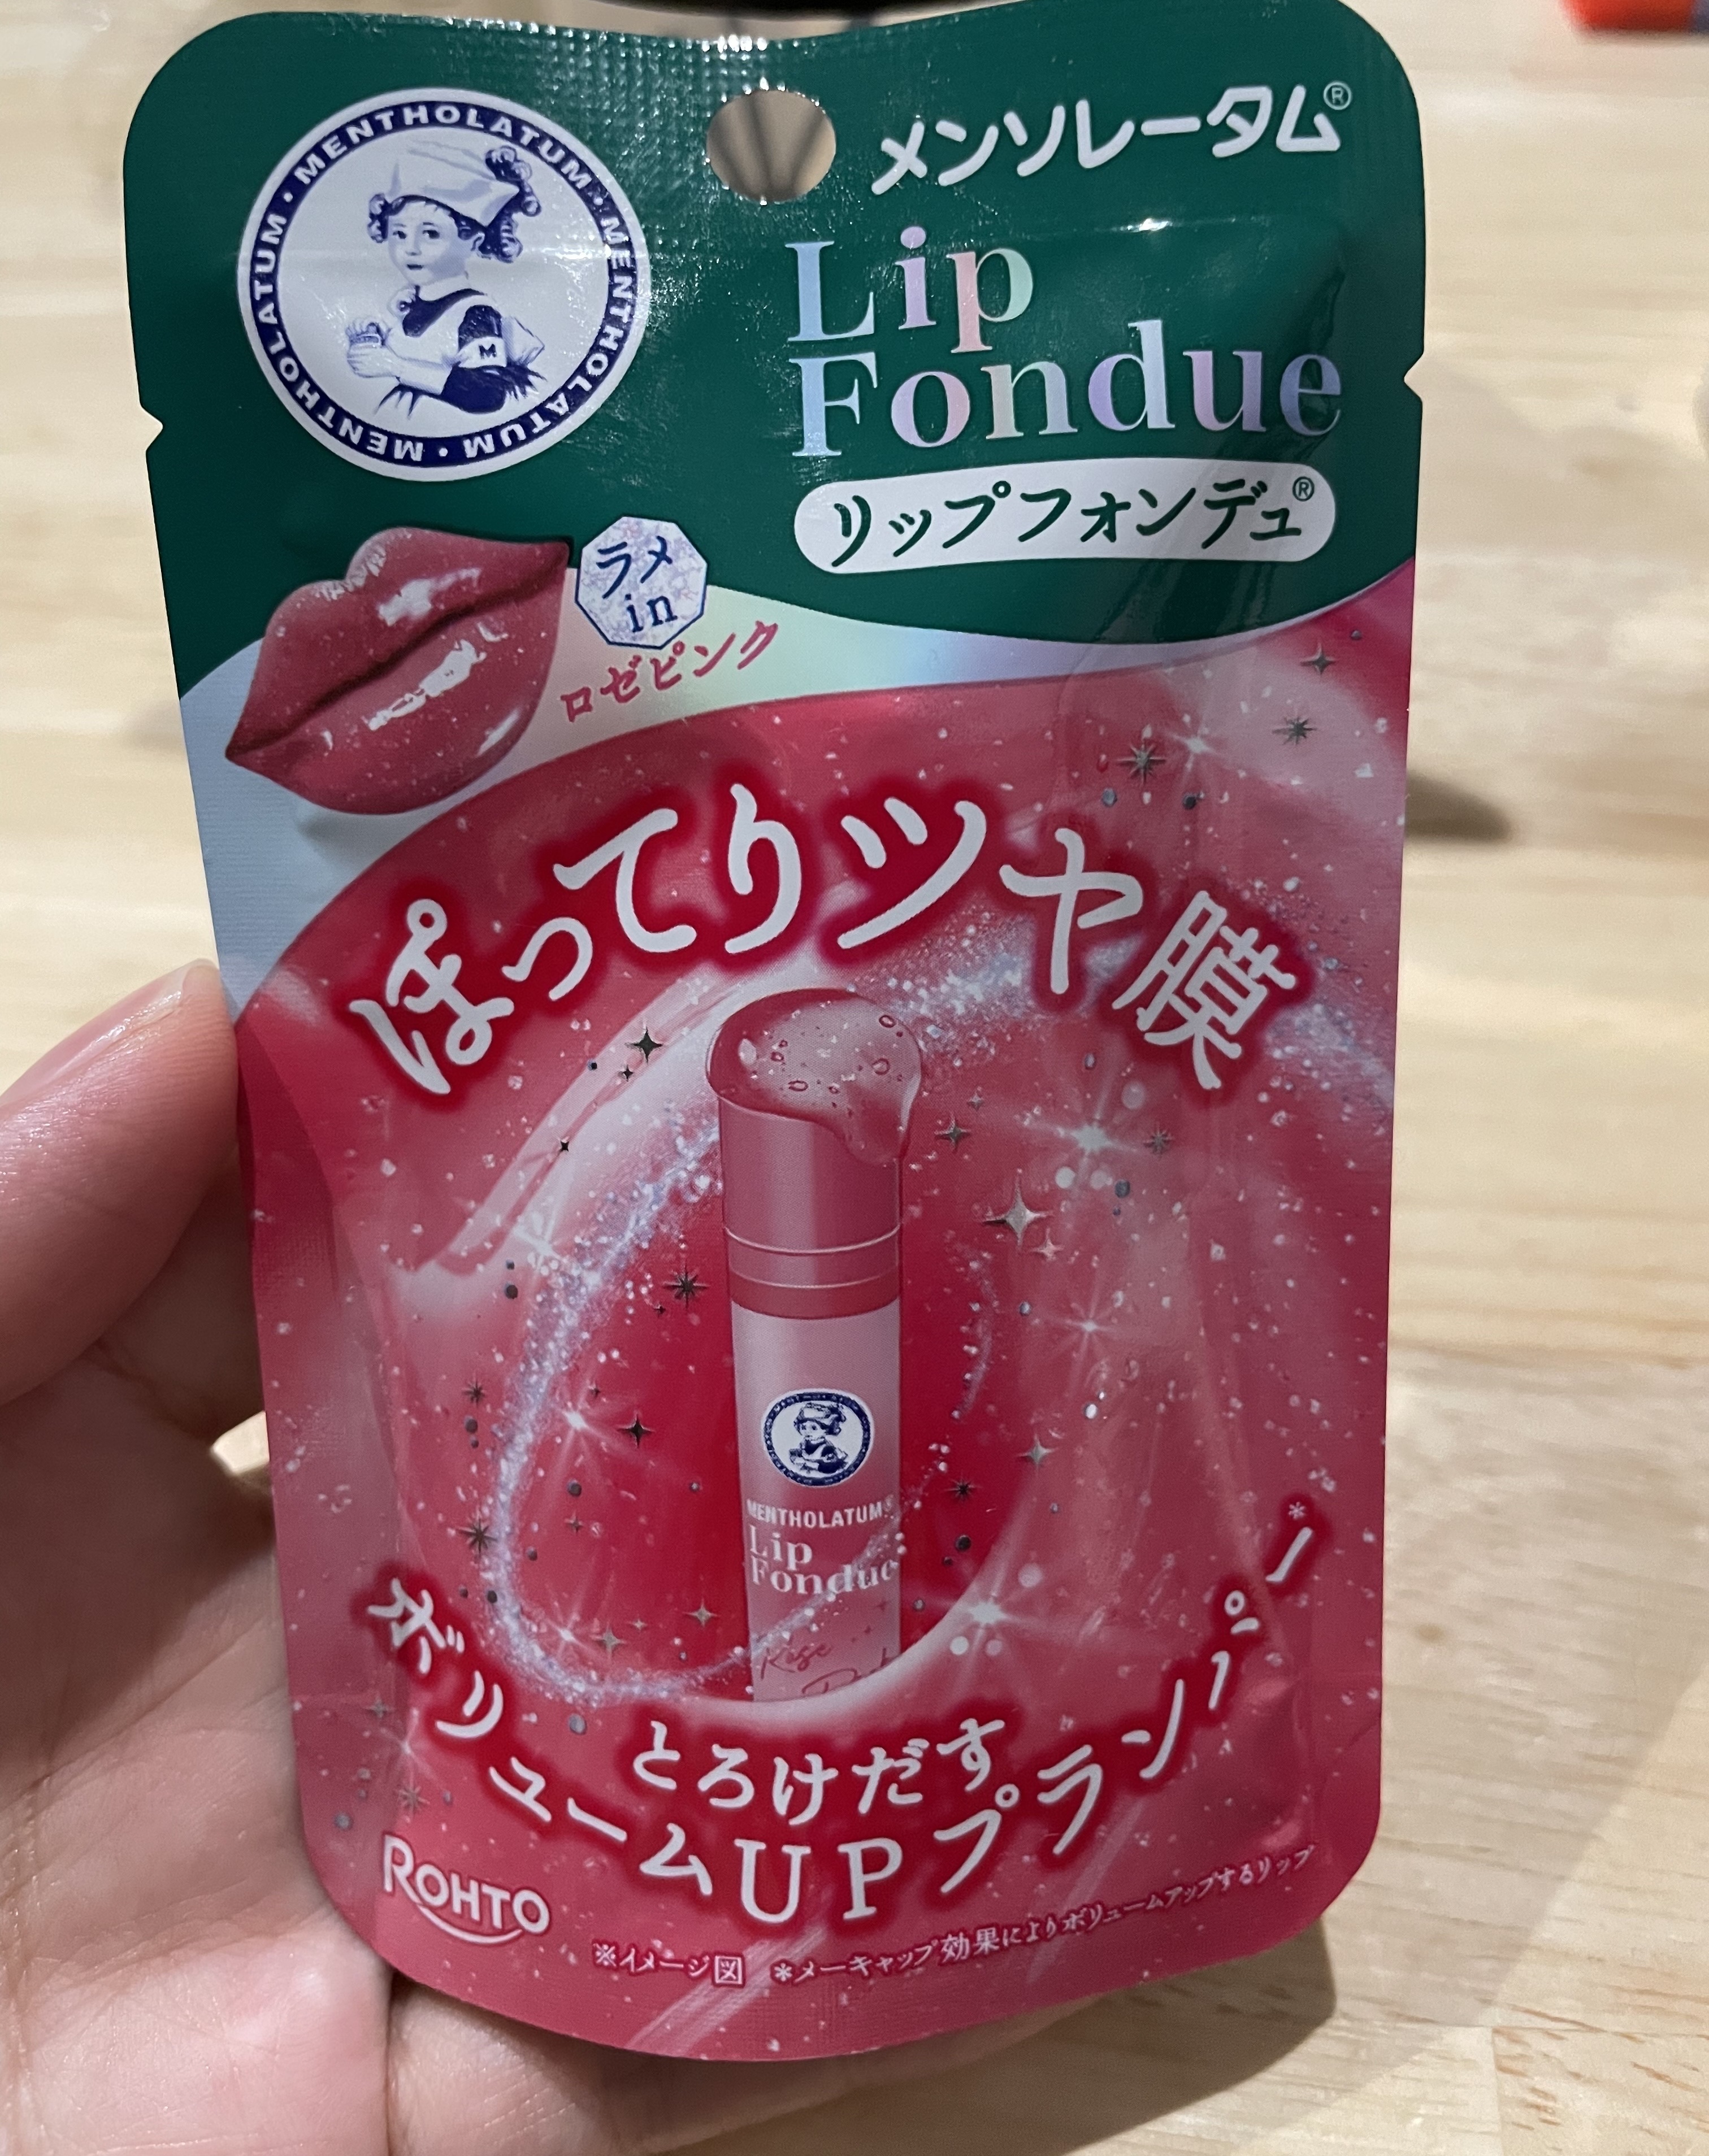 MENTHOLATUM・MENTHOLATUM・MENTHOLATUM・MENTHOLATUM・
M
メンソレータム®
Lip
Fondue
リップフォンデュ®
ラメ
in
ロゼピンク
ぽってりツヤ膜
MENTHOLATUM®
Lip
Fondue
Rose
とろけだす
ボリュームUPプランパー*
ROHTO
※イメージ図 *メーキャップ効果によりボリュームアップするリップ